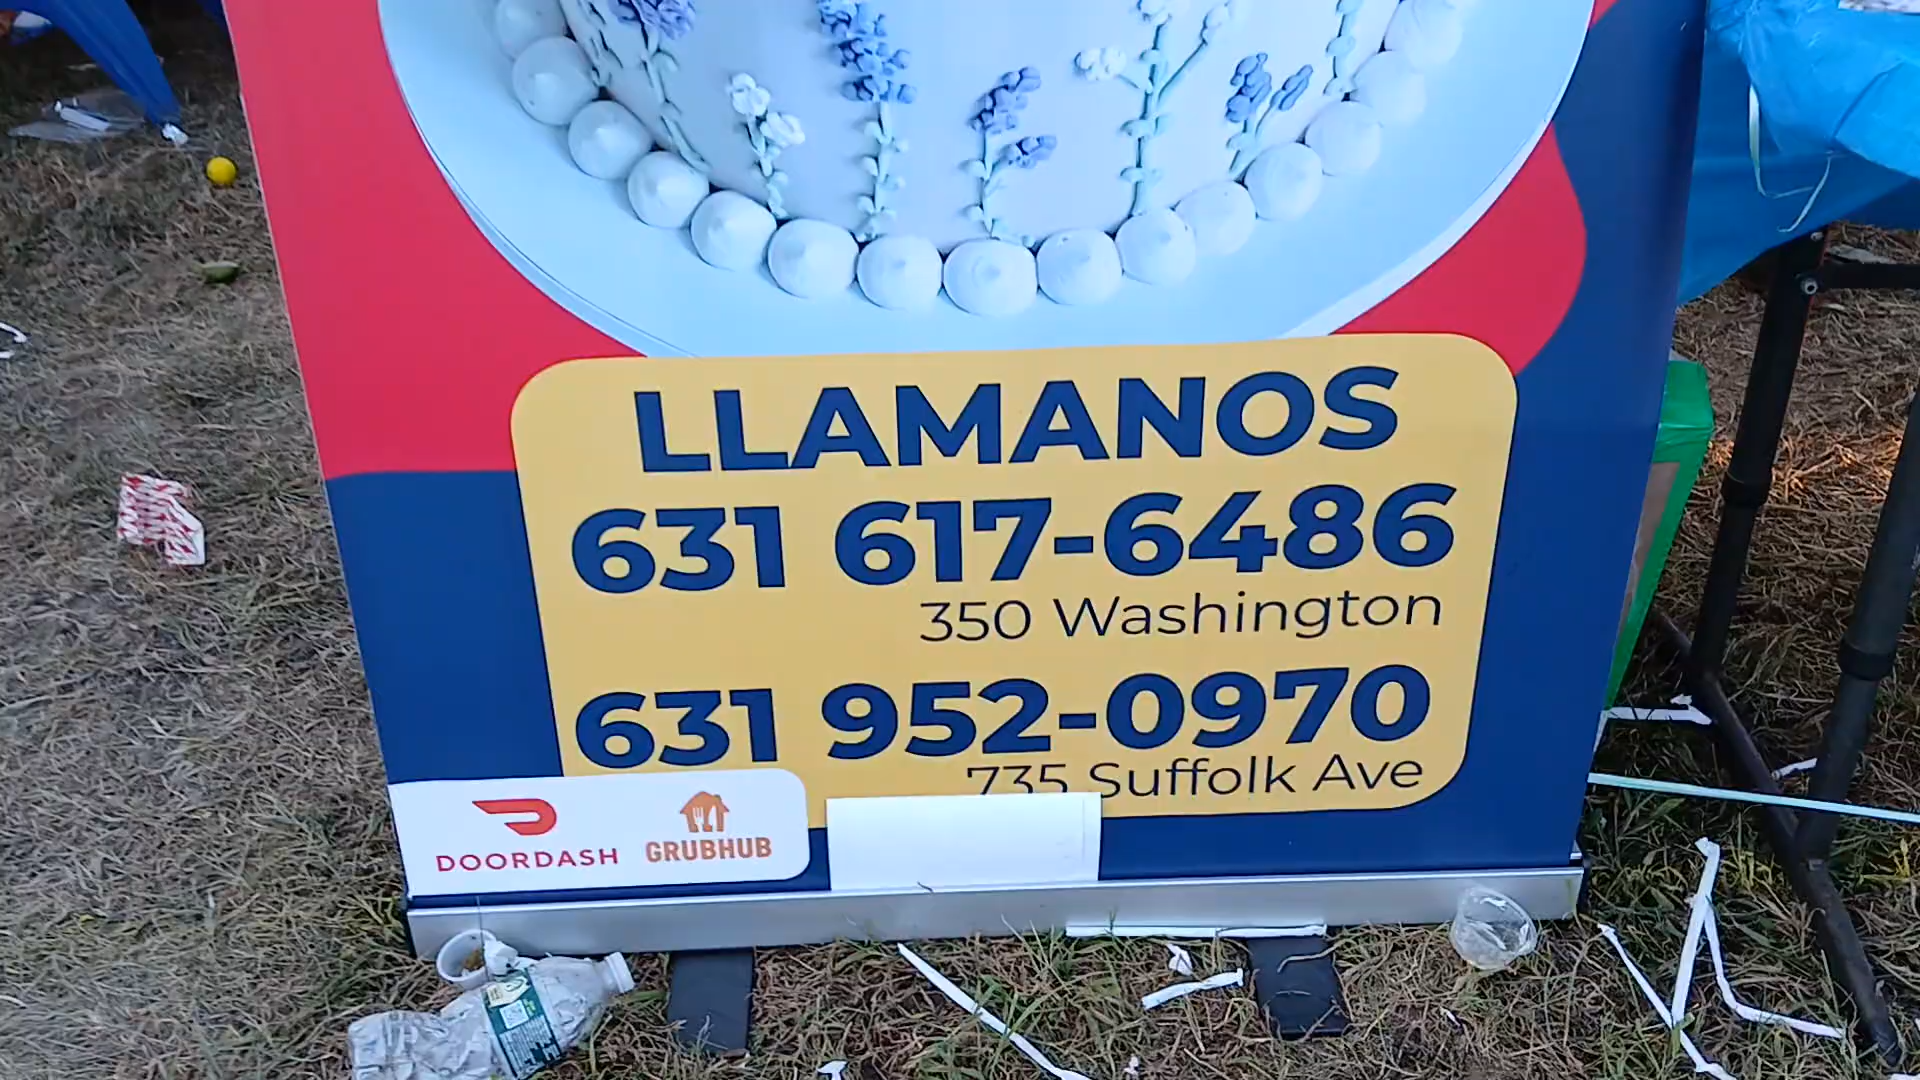 LLAMANOS
631 617-6486
350 Washington
631 952-0970
735 Suffolk Ave
DOORDASH
GRUBHUB